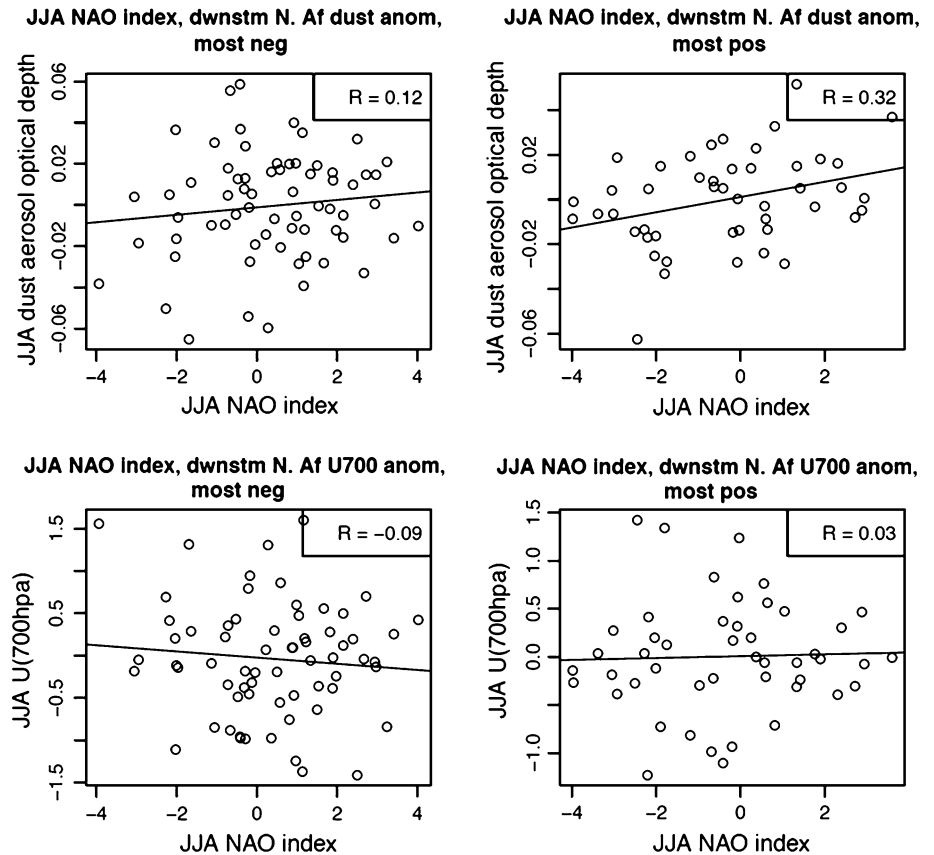 JJA NAO index, dwnstm N. Af dust anom,
most neg
JJA dust aerosol optical depth
0.06
0.02
−0.02
−0.06
R = 0.12
−4
−2
0
2
4
JJA NAO index
JJA NAO index, dwnstm N. Af dust anom,
most pos
JJA dust aerosol optical depth
0.02
−0.02
−0.06
R = 0.32
−4
−2
0
2
JJA NAO index
JJA NAO index, dwnstm N. Af U700 anom,
most neg
JJA U(700hpa)
1.5
0.5
−0.5
−1.5
R = −0.09
−4
−2
0
2
4
JJA NAO index
JJA NAO index, dwnstm N. Af U700 anom,
most pos
JJA U(700hpa)
1.5
1.0
0.5
0.0
−1.0
R = 0.03
−4
−2
0
2
JJA NAO index